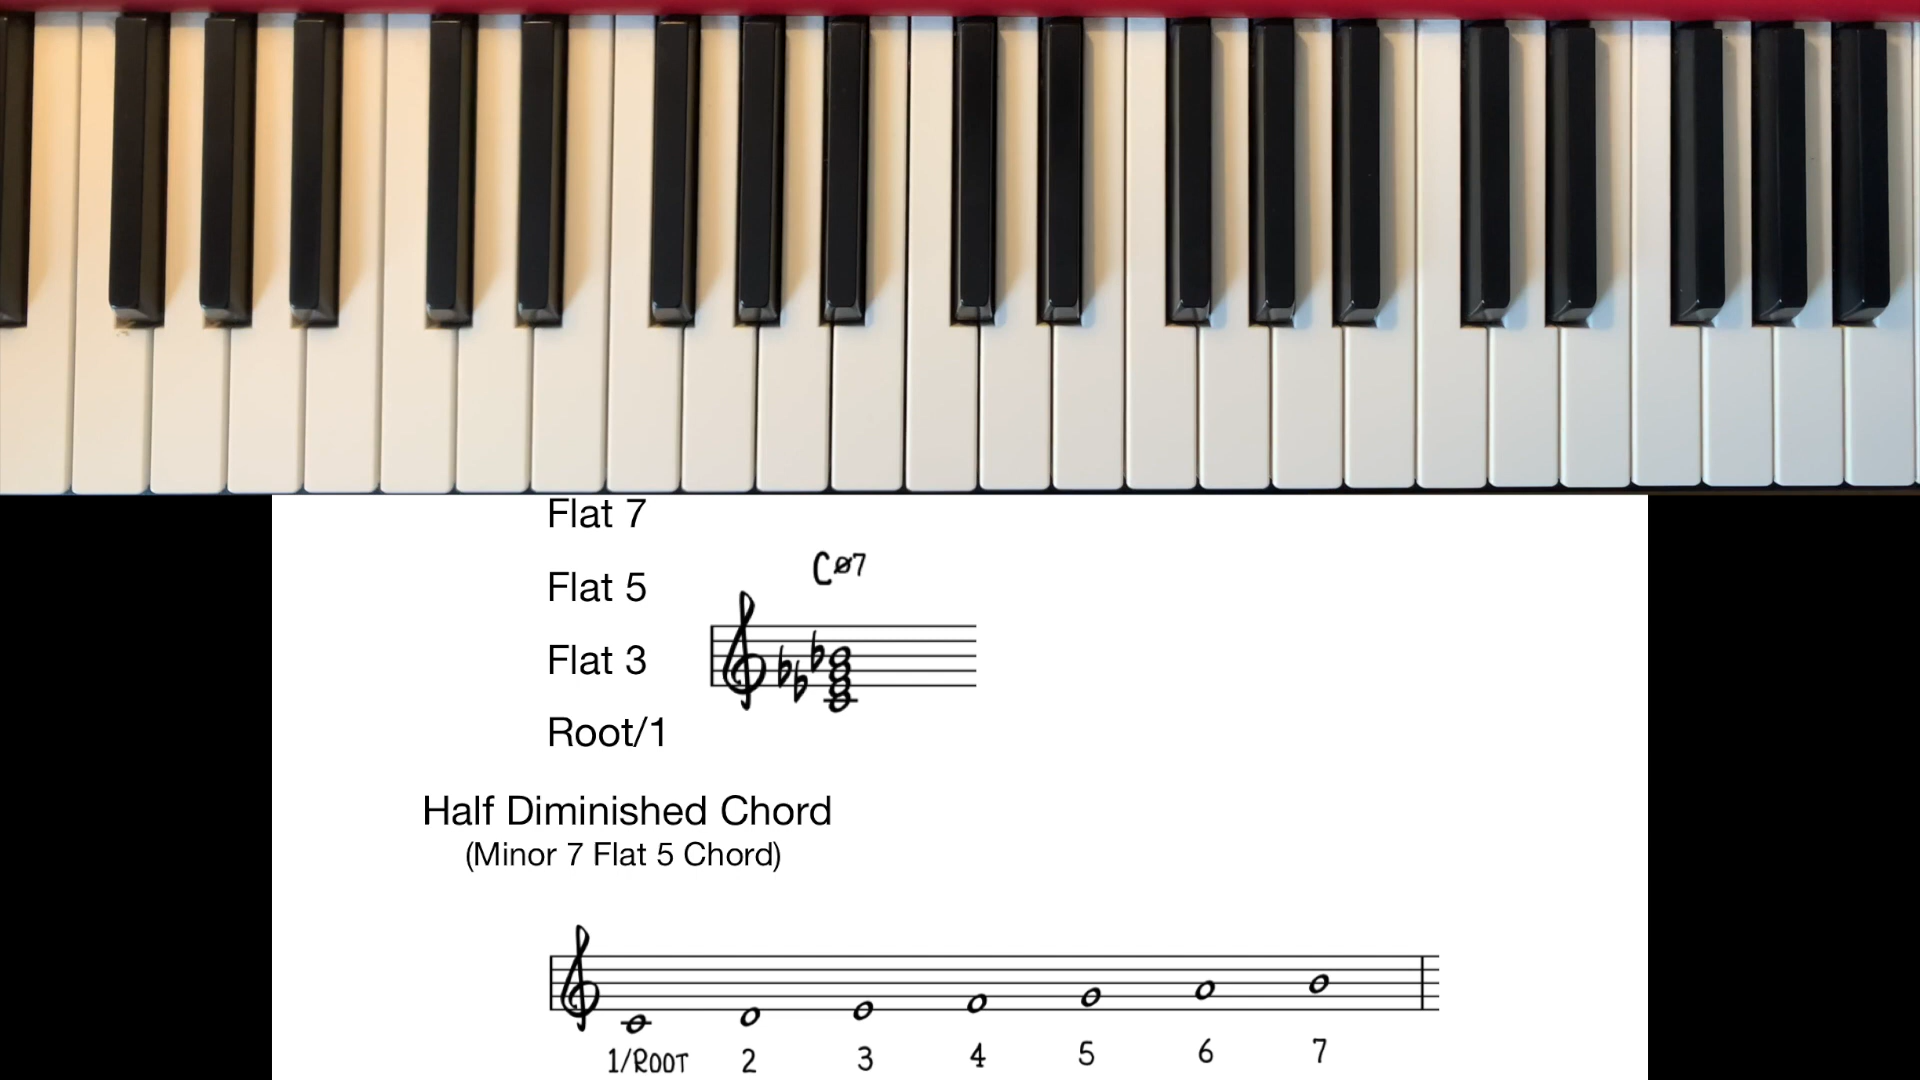 Flat 7
Cø7
Flat 5
Flat 3
Root/1
Half Diminished Chord
(Minor 7 Flat 5 Chord)
1/ROOT 2 3 4 5 6 7